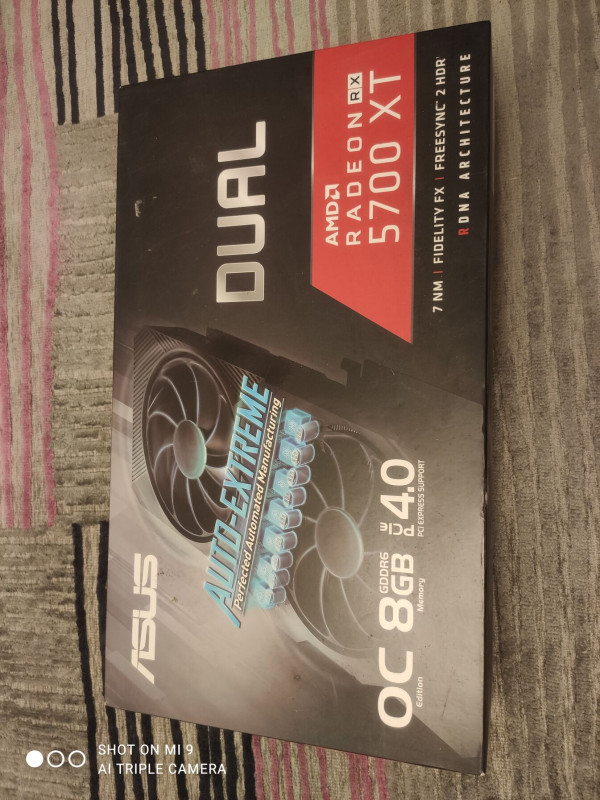 ASUS
DUAL
AUTO-EXTREME
Perfected Automated Manufacturing
AMD
RADEON RX
5700 XT
OC 8GB GDDR6 PCIe 4.0
Edition Memory PCI EXPRESS SUPPORT
7 NM | FIDELITY FX | FREESYNC™ 2 HDR
RDNA ARCHITECTURE
SHOT ON MI 9
AI TRIPLE CAMERA